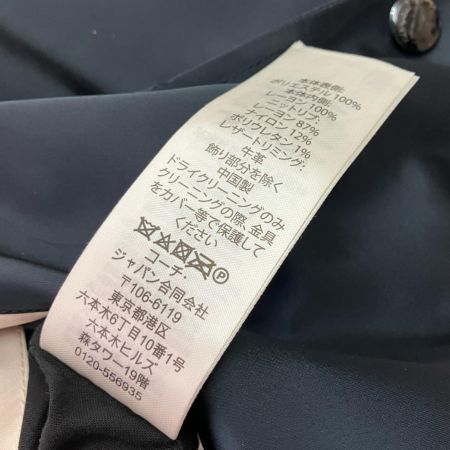 本体表側:
ポリエステル100%
本体内側:
レーヨン100%
ニットリブ:
レーヨン 87%
ナイロン 12%
ポリウレタン 1%
レザートリミング:
牛革
飾り部分を除く
中国製
ドライクリーニングのみ
クリーニングの際、金具
をカバー等で保護して
ください
P
コーチ・
ジャパン合同会社
〒106-6119
東京都港区
六本木6丁目10番1号
六本木ヒルズ
森タワー19階
0120-556935